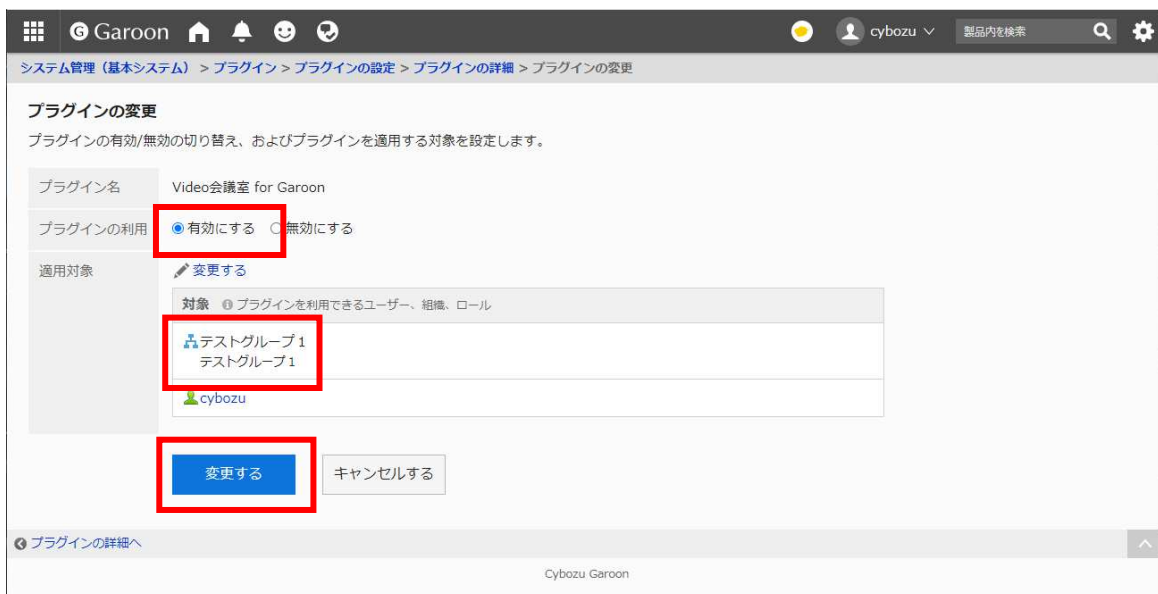 Garoon cybozu 製品内を検索
システム管理（基本システム） > プラグイン > プラグインの設定 > プラグインの詳細 > プラグインの変更
プラグインの変更
プラグインの有効/無効の切り替え、およびプラグインを適用する対象を設定します。
プラグイン名 Video会議室 for Garoon
プラグインの利用 有効にする 無効にする
適用対象 変更する
対象 プラグインを利用できるユーザー、組織、ロール
テストグループ1
テストグループ1
cybozu
変更する キャンセルする
プラグインの詳細へ
Cybozu Garoon